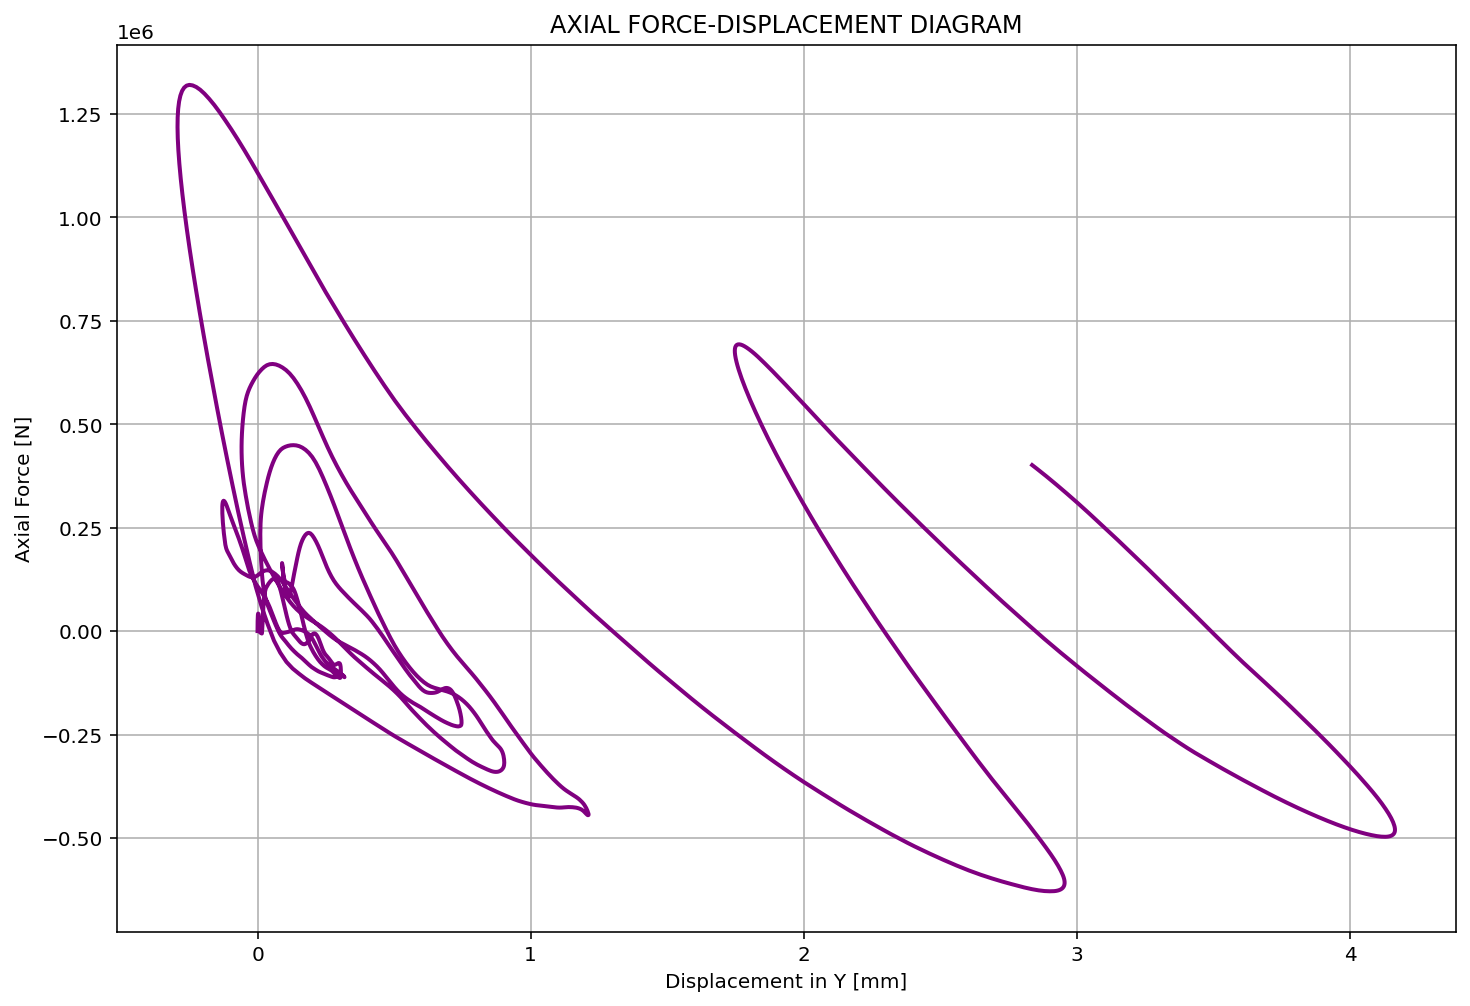 AXIAL FORCE-DISPLACEMENT DIAGRAM
1e6
1.25
1.00
0.75
0.50
0.25
0.00
−0.25
−0.50
Axial Force [N]
0 1 2 3 4
Displacement in Y [mm]